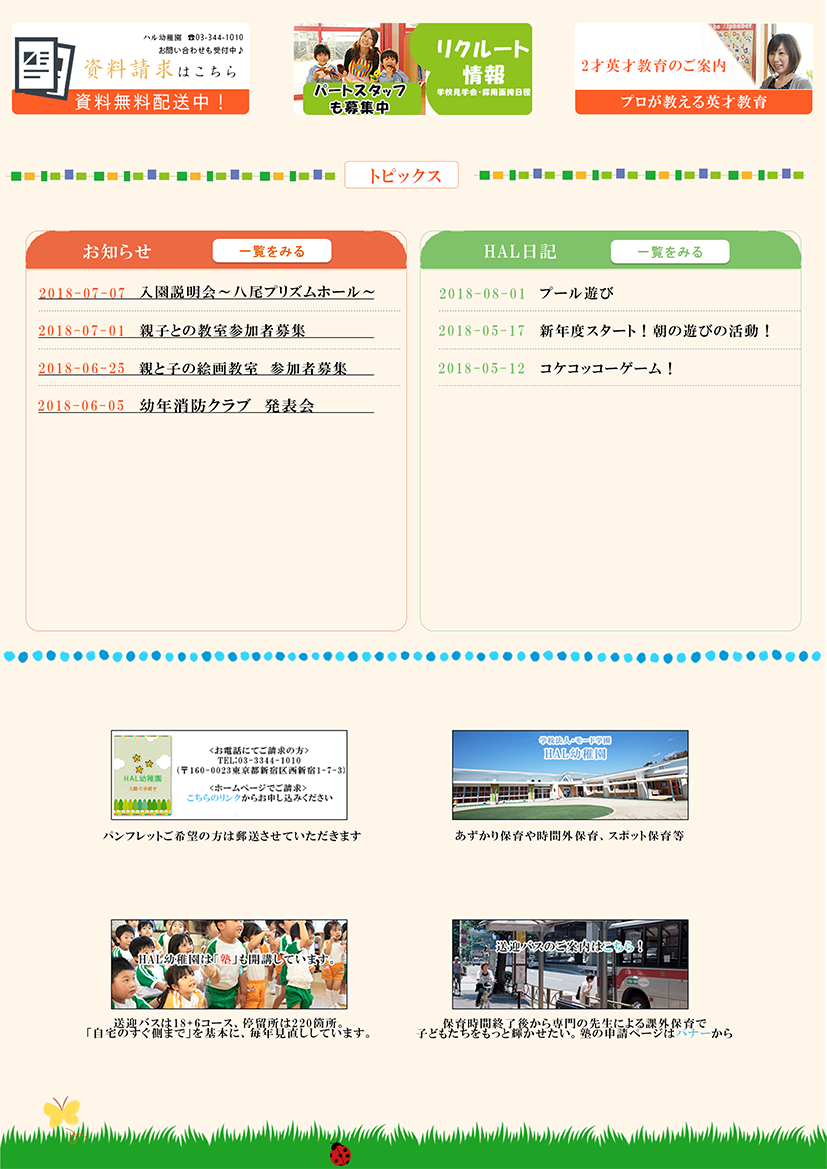 ハル幼稚園 ☎03-344-1010
お問い合わせも受付中♪
資料請求はこちら
資料無料配送中！
リクルート
情報
学校見学会・採用面接日程
パートスタッフ
も募集中
2才英才教育のご案内
プロが教える英才教育
トピックス
お知らせ
一覧をみる
2018-07-07 入園説明会～八尾プリズムホール～
2018-07-01 親子との教室参加者募集
2018-06-25 親と子の絵画教室 参加者募集
2018-06-05 幼年消防クラブ 発表会
HAL日記
一覧をみる
2018-08-01 プール遊び
2018-05-17 新年度スタート！朝の遊びの活動！
2018-05-12 コケコッコーゲーム！
HAL幼稚園
入園の手続き
<お電話にてご請求の方>
TEL:03-3344-1010
(〒160-0023東京都新宿区西新宿1-7-3)
<ホームページでご請求>
こちらのリンクからお申し込みください
パンフレットご希望の方は郵送させていただきます
学校法人・モード学園
HAL幼稚園
あずかり保育や時間外保育、スポット保育等
HAL幼稚園は「塾」も開講しています。
送迎バスは18+6コース、停留所は220箇所。
「自宅のすぐ側まで」を基本に、毎年見直ししています。
送迎バスのご案内はこちら！
保育時間終了後から専門の先生による課外保育で
子どもたちをもっと輝かせたい。塾の申請ページはバナーから